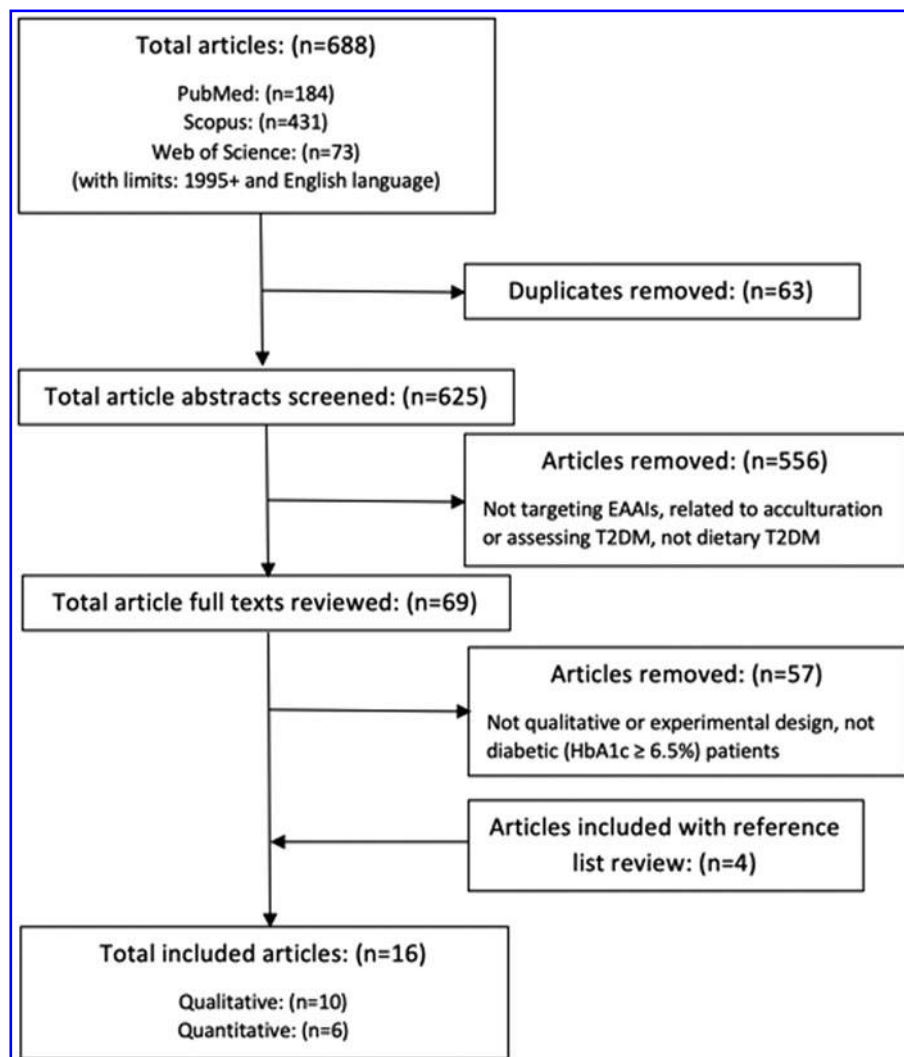 Total articles: (n=688)
PubMed: (n=184)
Scopus: (n=431)
Web of Science: (n=73)
(with limits: 1995+ and English language)
Duplicates removed: (n=63)
Total article abstracts screened: (n=625)
Articles removed: (n=556)
Not targeting EAAIs, related to acculturation
or assessing T2DM, not dietary T2DM
Total article full texts reviewed: (n=69)
Articles removed: (n=57)
Not qualitative or experimental design, not
diabetic (HbA1c ≥ 6.5%) patients
Articles included with reference
list review: (n=4)
Total included articles: (n=16)
Qualitative: (n=10)
Quantitative: (n=6)